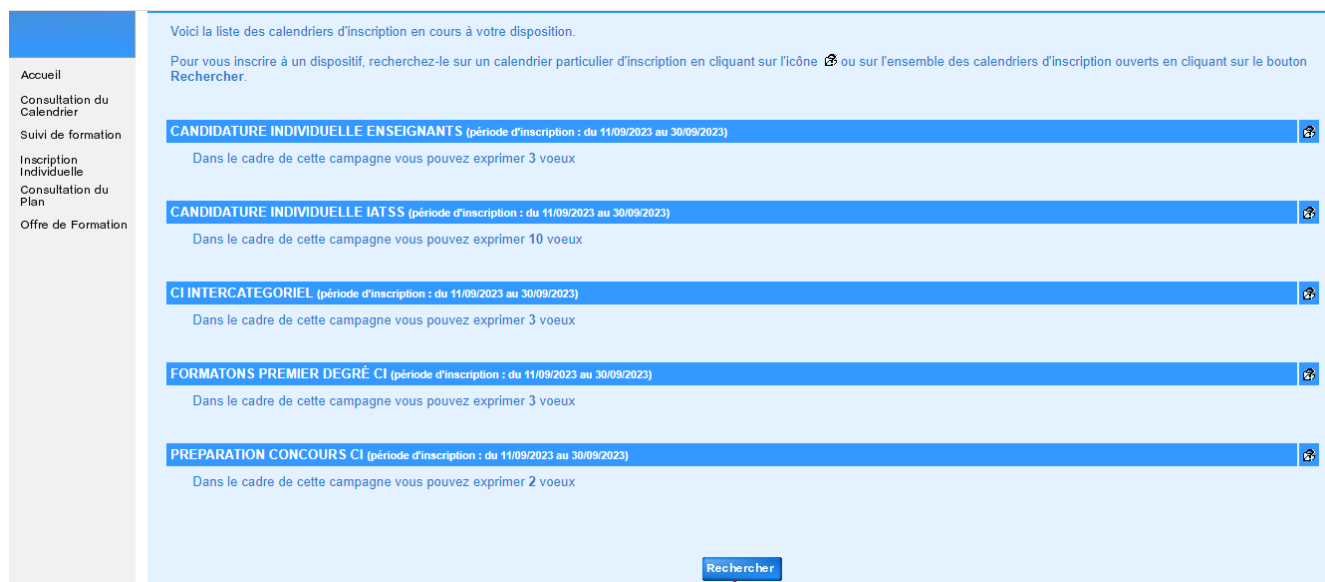 Accueil
Consultation du
Calendrier
Suivi de formation
Inscription
Individuelle
Consultation du
Plan
Offre de Formation
Voici la liste des calendriers d'inscription en cours à votre disposition.
Pour vous inscrire à un dispositif, recherchez-le sur un calendrier particulier d'inscription en cliquant sur l'icône ou sur l'ensemble des calendriers d'inscription ouverts en cliquant sur le bouton
Rechercher.
CANDIDATURE INDIVIDUELLE ENSEIGNANTS (période d'inscription : du 11/09/2023 au 30/09/2023)
Dans le cadre de cette campagne vous pouvez exprimer 3 voeux
CANDIDATURE INDIVIDUELLE IATSS (période d'inscription : du 11/09/2023 au 30/09/2023)
Dans le cadre de cette campagne vous pouvez exprimer 10 voeux
CI INTERCATEGORIEL (période d'inscription : du 11/09/2023 au 30/09/2023)
Dans le cadre de cette campagne vous pouvez exprimer 3 voeux
FORMATONS PREMIER DEGRÉ CI (période d'inscription : du 11/09/2023 au 30/09/2023)
Dans le cadre de cette campagne vous pouvez exprimer 3 voeux
PREPARATION CONCOURS CI (période d'inscription : du 11/09/2023 au 30/09/2023)
Dans le cadre de cette campagne vous pouvez exprimer 2 voeux
Rechercher